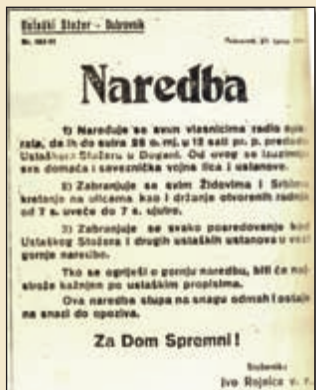 Ustaški Stožer - Dubrovnik
Naredba
1) Naređuje se svim vlasnicima radio apa-
rata, da ih do sutra 28 o. mj. u 12 sati pr. p. predadu
Ustaškom Stožeru u Dugani. Od ovog se izuzimlju
sva domaća i saveznička vojna lica i ustanove.
2) Zabranjuje se svim Židovima i Srbima
kretanje na ulicama kao i držanje otvorenih radnja
od 7 s. uveče do 7 s. ujutro.
3) Zabranjuje se svako posredovanje kod
Ustaškog Stožera i drugih ustaških ustanova u vezi
gornje naredbe.
Tko se ogriješi o gornju naredbu, biti će naj-
strože kažnjen po ustaškim propisima.
Ova naredba stupa na snagu odmah i ostaje
na snazi do opoziva.
Za Dom Spremni!
Stožernik:
Ivo Rojnica v. r.